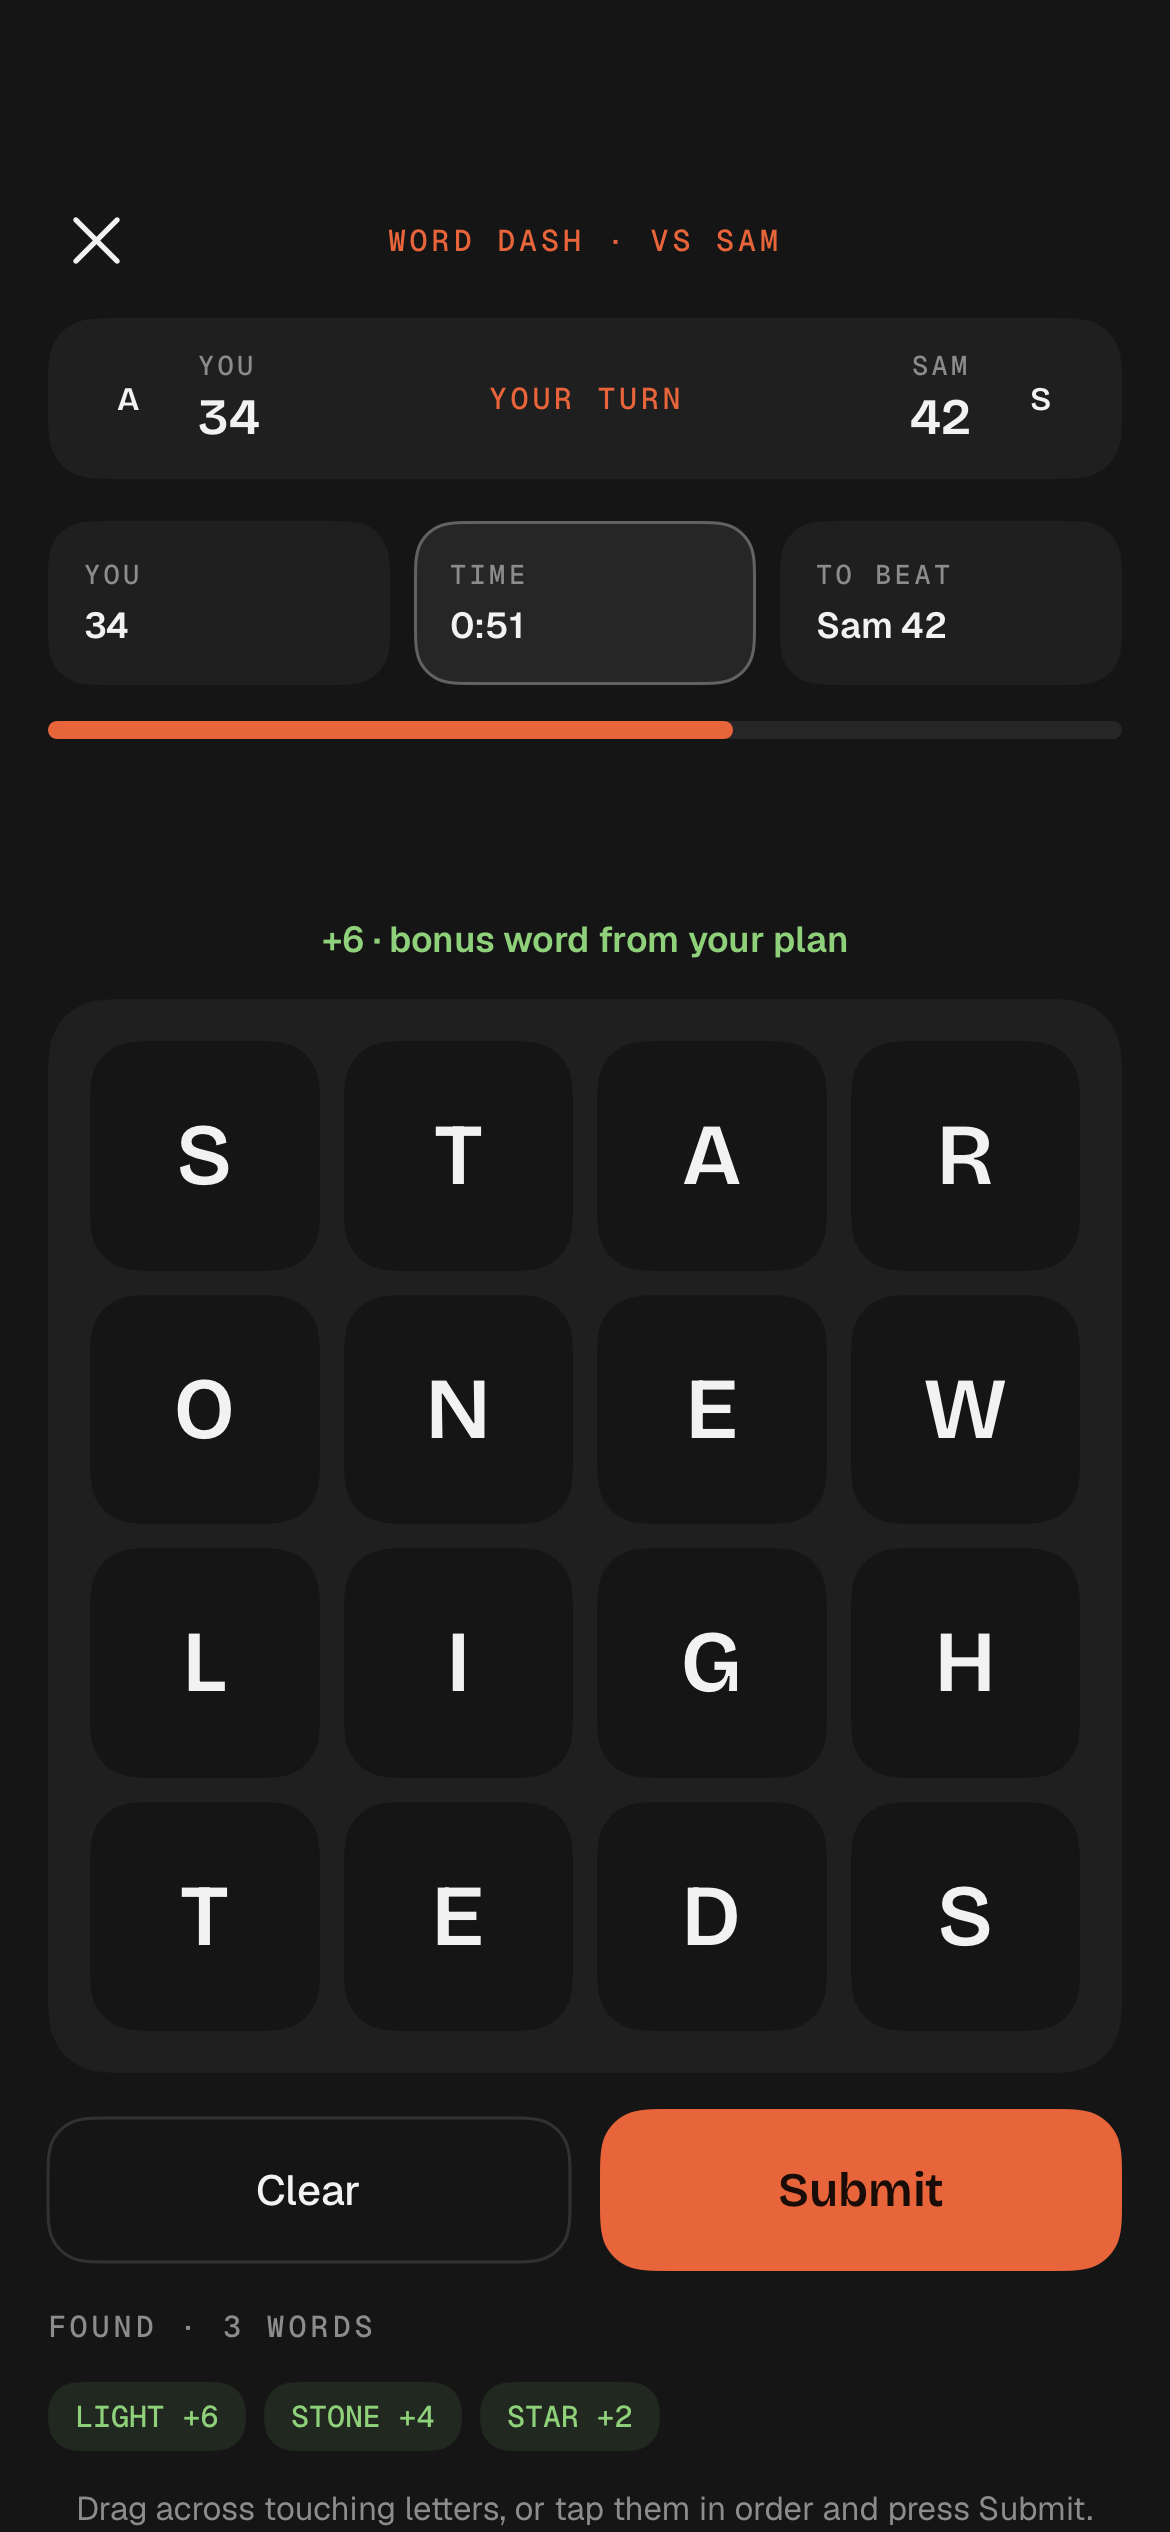 WORD DASH · VS SAM
A YOU 34 YOUR TURN SAM 42 S
YOU TIME TO BEAT
34 0:51 Sam 42
+6 · bonus word from your plan
S T A R
O N E W
L I G H
T E D S
Clear Submit
FOUND · 3 WORDS
LIGHT +6 STONE +4 STAR +2
Drag across touching letters, or tap them in order and press Submit.